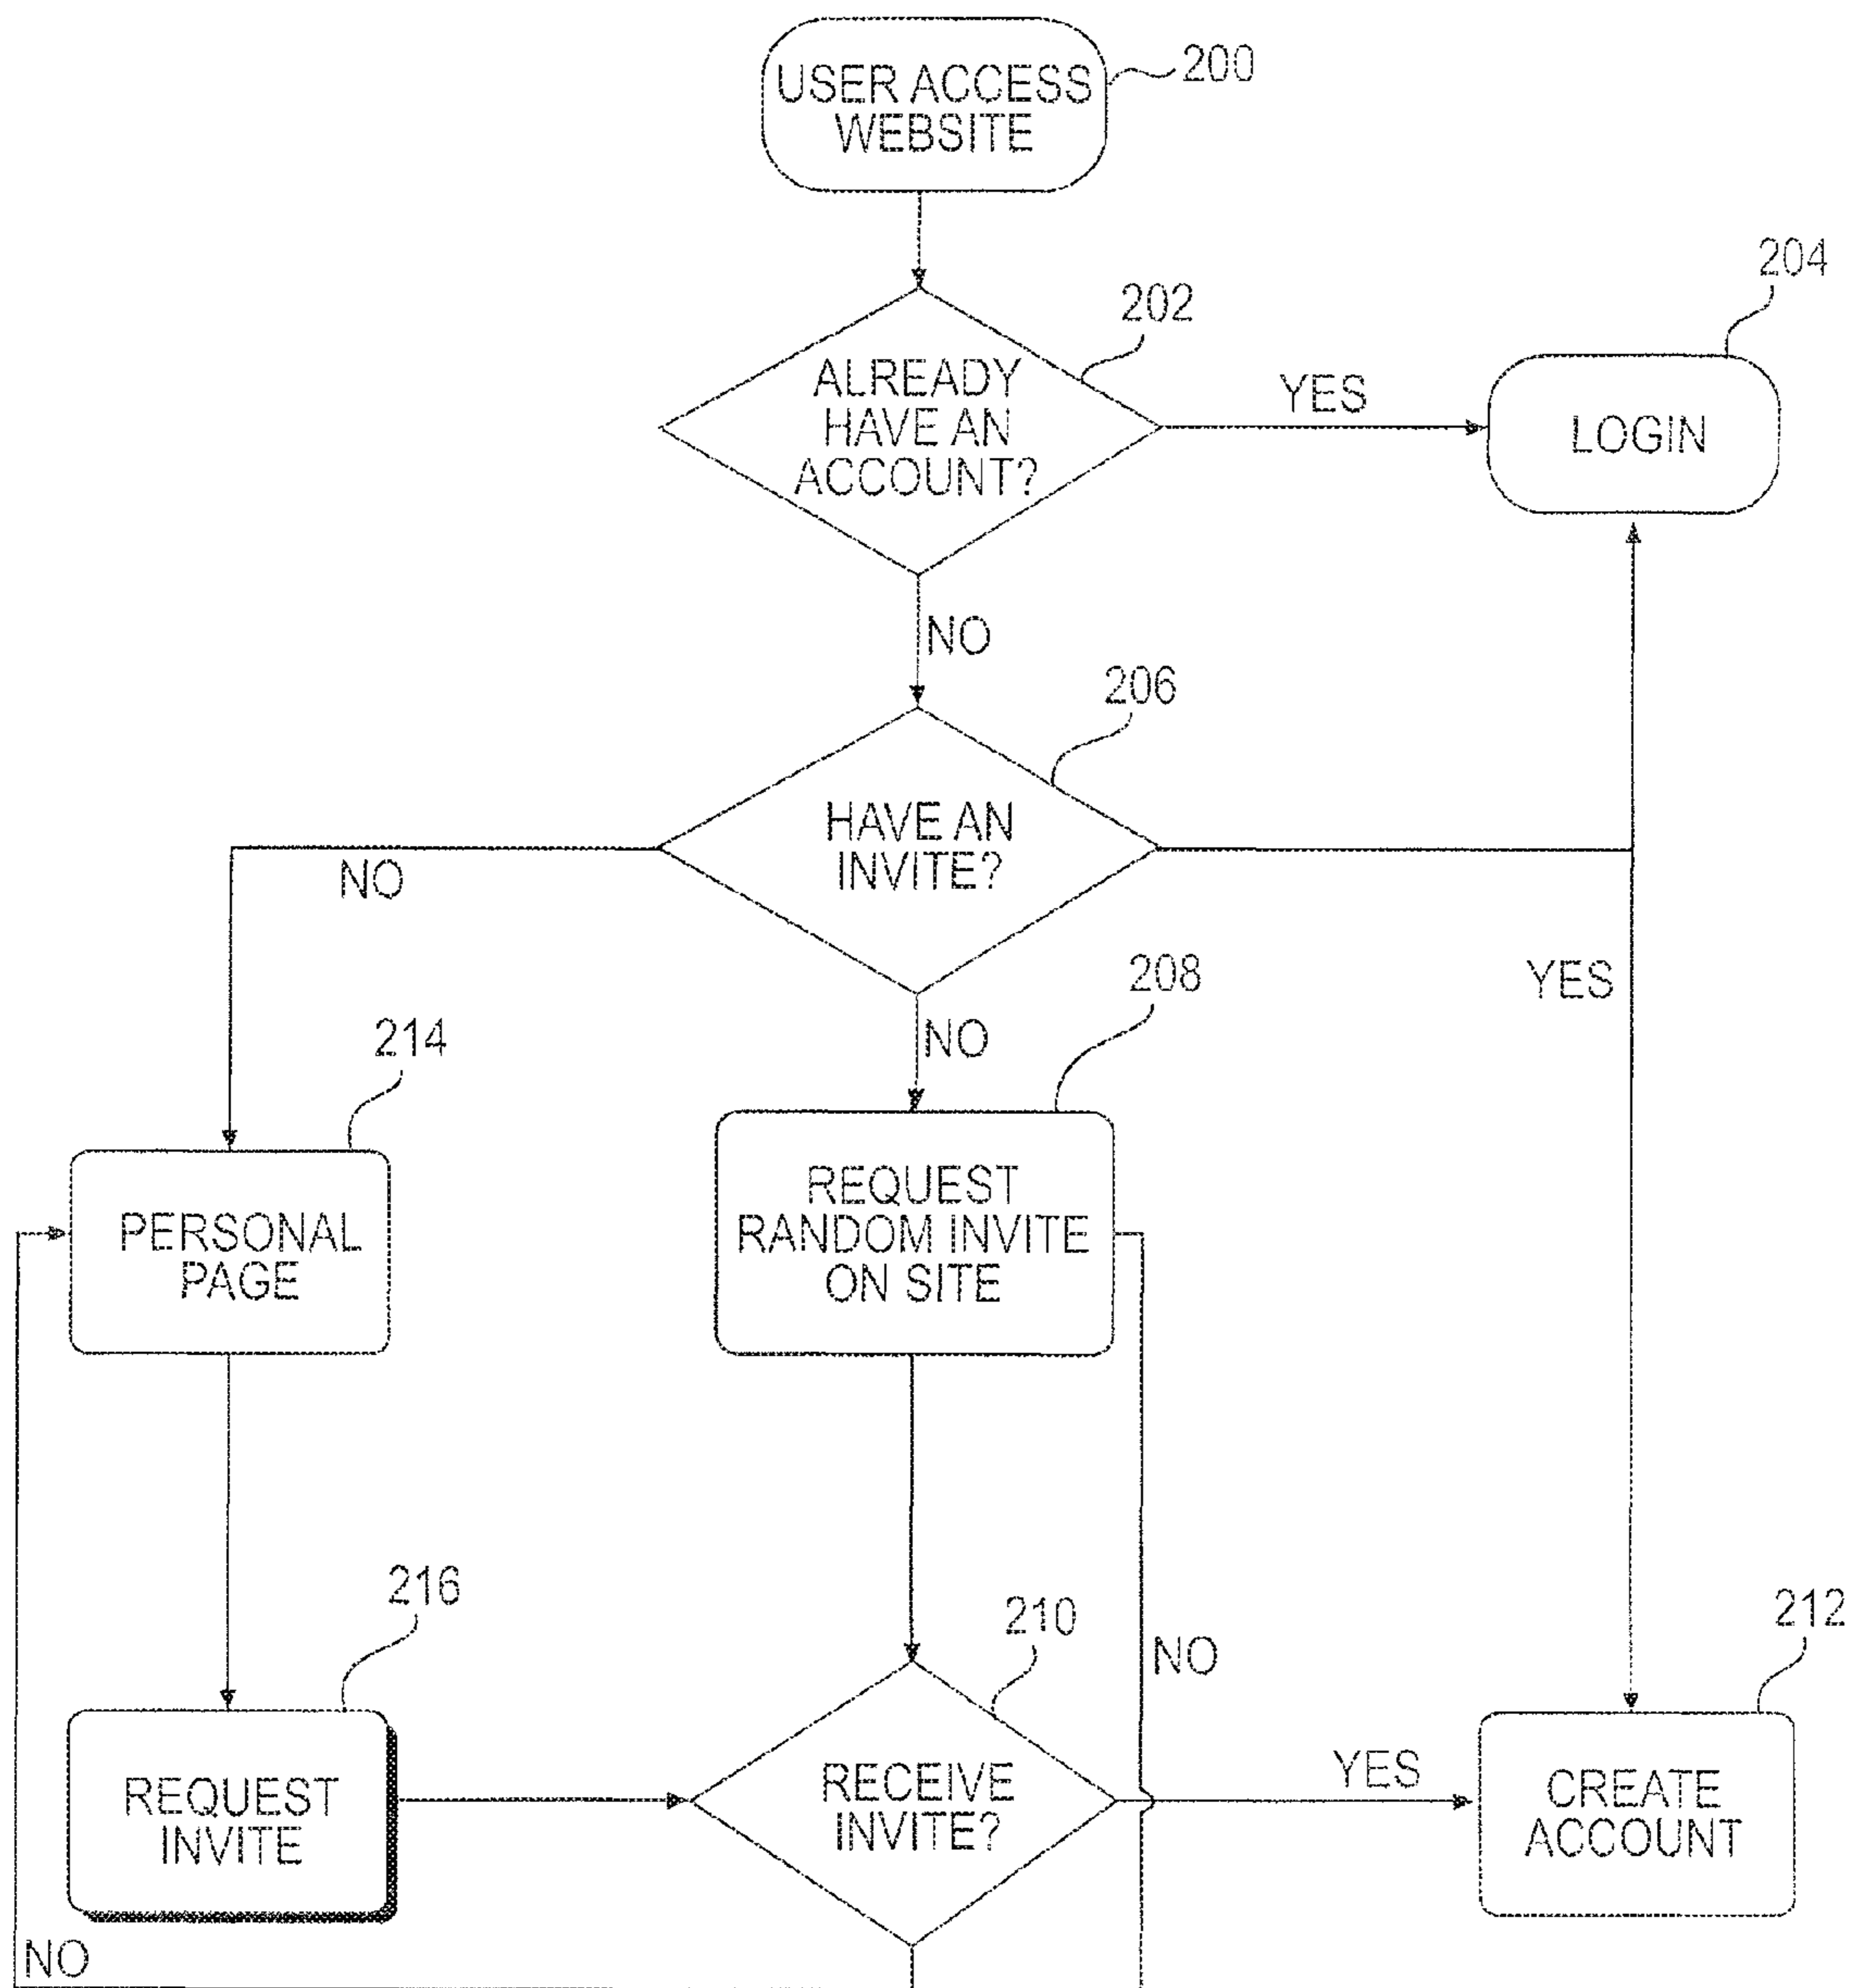 USER ACCESS
WEBSITE
200
202
204
ALREADY
HAVE AN
ACCOUNT?
YES
LOGIN
NO
206
HAVE AN
INVITE?
NO
YES
208
NO
214
REQUEST
RANDOM INVITE
ON SITE
PERSONAL
PAGE
216
210
212
NO
REQUEST
INVITE
RECEIVE
INVITE?
YES
CREATE
ACCOUNT
NO